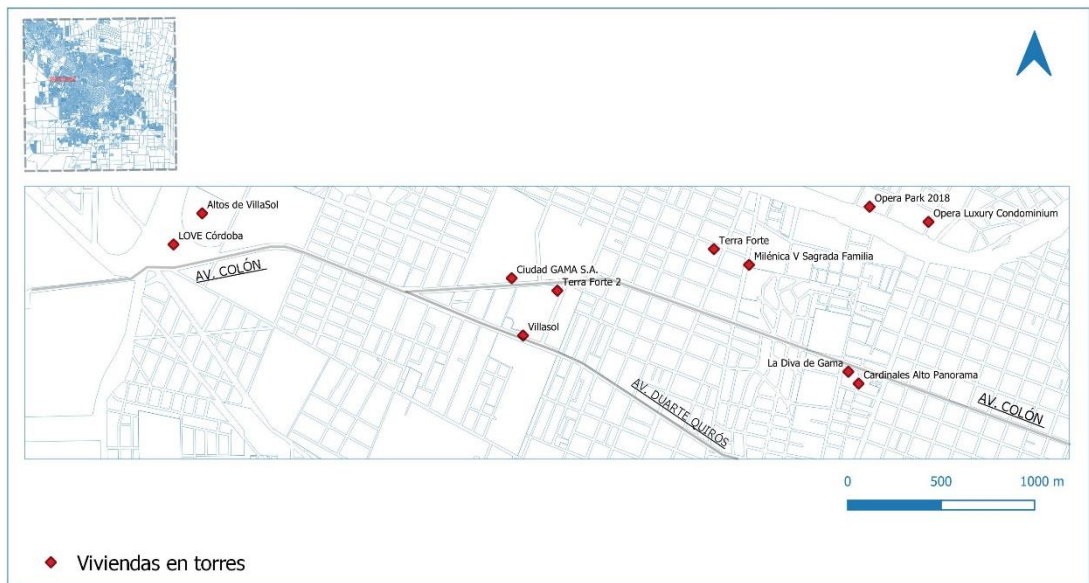 Opera Park 2018
Altos de VillaSol
Opera Luxury Condominium
LOVE Córdoba
Terra Forte
Milénica V Sagrada Familia
AV. COLÓN
Ciudad GAMA S.A.
Terra Forte 2
Villasol
La Diva de Gama
Cardinales Alto Panorama
AV. DUARTE QUIRÓS
AV. COLÓN
0 500 1000 m
Viviendas en torres